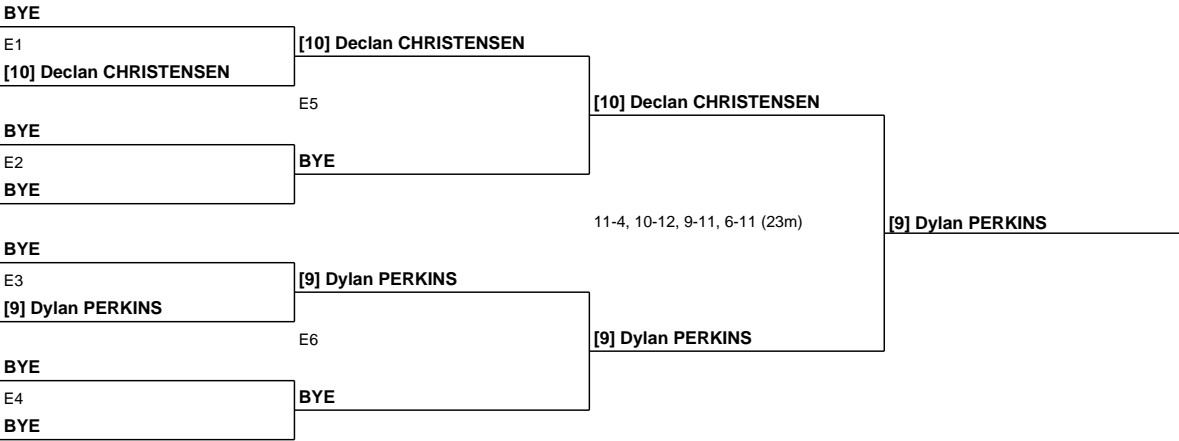 BYE
E1
[10] Declan CHRISTENSEN
[10] Declan CHRISTENSEN
E5
[10] Declan CHRISTENSEN
BYE
E2
BYE
BYE
11-4, 10-12, 9-11, 6-11 (23m)
[9] Dylan PERKINS
BYE
E3
[9] Dylan PERKINS
[9] Dylan PERKINS
E6
[9] Dylan PERKINS
BYE
E4
BYE
BYE